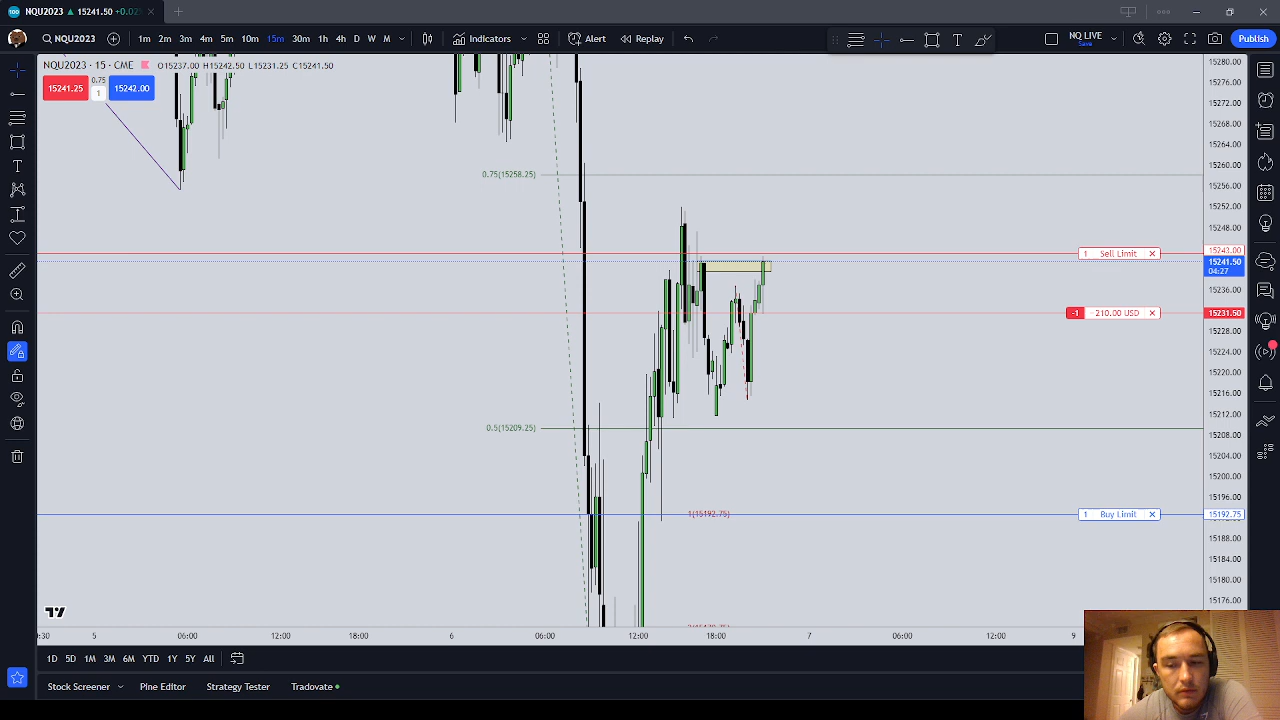 NQU2023 ▲ 15241.50 +0.02
NQU2023 1m 2m 3m 4m 5m 10m 15m 30m 1h 4h D W M Indicators Alert Replay NQ LIVE Save Publish
NQU2023 · 15 · CME O15237.00 H15242.50 L15231.25 C15241.50
15241.25 0.75 1 15242.00
15280.00
15276.00
15272.00
15268.00
15264.00
15260.00
0.75(15258.25)
15256.00
15252.00
15248.00
1 Sell Limit ✕ 15243.00
15241.50
04:27
15236.00
-1 -210.00 USD ✕ 15231.50
15228.00
15224.00
15220.00
15216.00
15212.00
0.5(15209.25)
15208.00
15204.00
15200.00
15196.00
1(15192.75) 1 Buy Limit ✕ 15192.75
15188.00
15184.00
15180.00
15176.00
:30 5 06:00 12:00 18:00 6 06:00 12:00 18:00 7 06:00 12:00 9
1D 5D 1M 3M 6M YTD 1Y 5Y All
Stock Screener Pine Editor Strategy Tester Tradovate